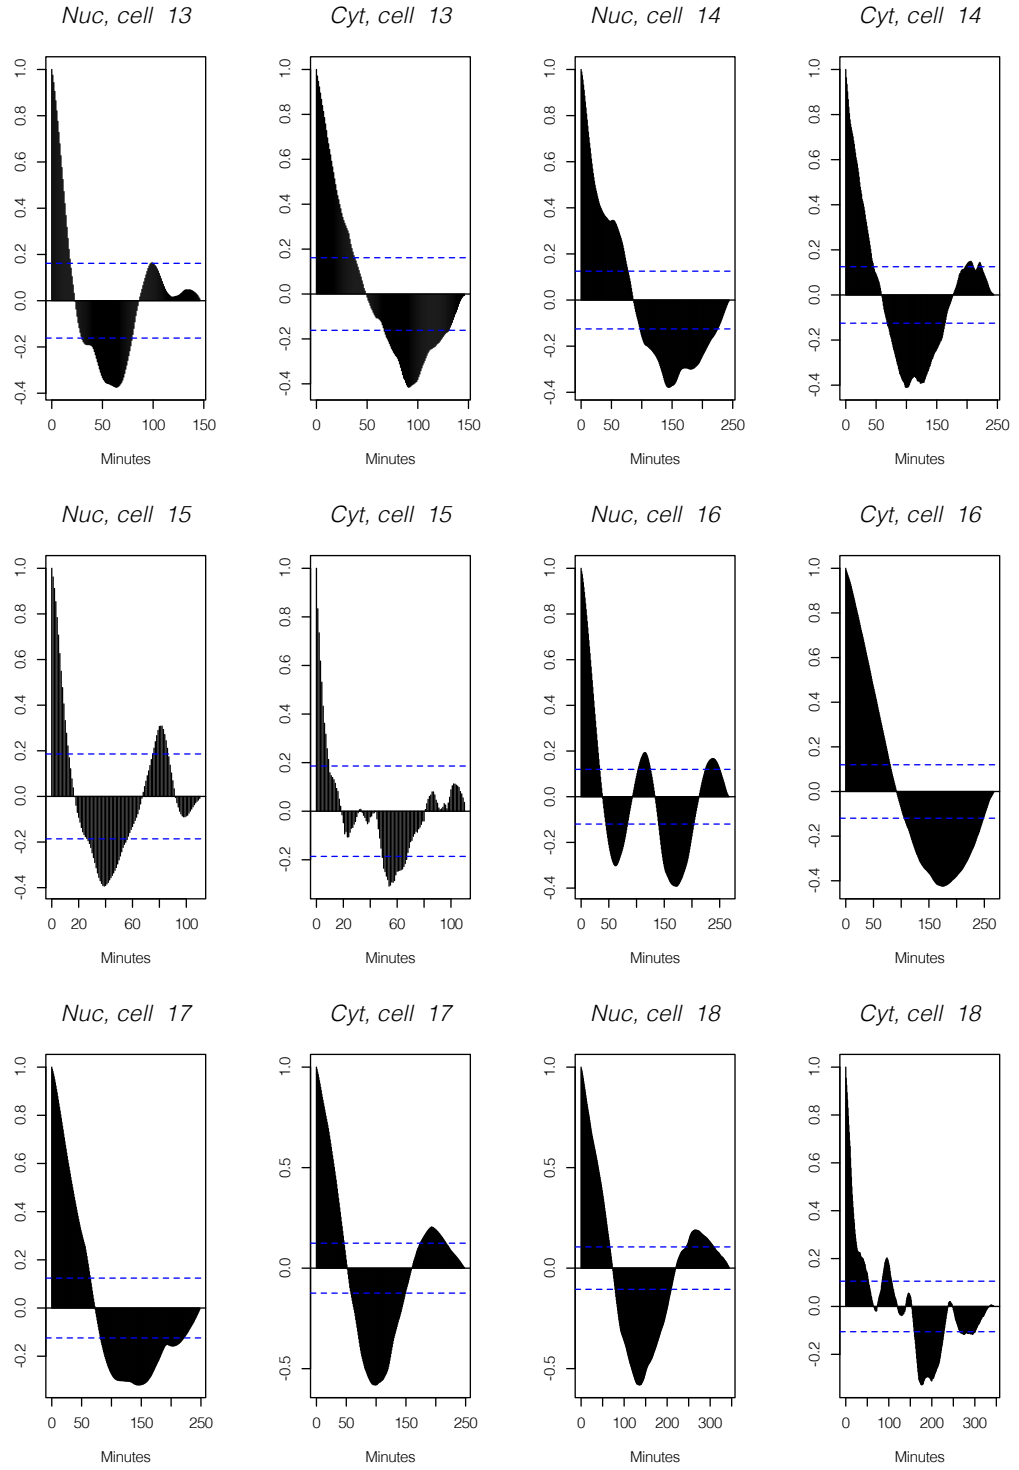 Nuc, cell 13 Cyt, cell 13 Nuc, cell 14 Cyt, cell 14
1.0 1.0 1.0 1.0
0.8 0.8 0.8 0.8
0.6 0.6 0.6 0.6
0.4 0.4 0.4 0.4
0.2 0.2 0.2 0.2
0.0 0.0 0.0 0.0
-0.2 -0.2 -0.2 -0.2
-0.4 -0.4 -0.4 -0.4
0 50 100 150 0 50 100 150 0 50 150 250 0 50 150 250
Minutes Minutes Minutes Minutes
Nuc, cell 15 Cyt, cell 15 Nuc, cell 16 Cyt, cell 16
1.0 1.0 1.0 1.0
0.8 0.8 0.8 0.8
0.6 0.6 0.6 0.6
0.4 0.4 0.4 0.4
0.2 0.2 0.2 0.2
0.0 0.0 0.0 0.0
-0.2 -0.2 -0.2 -0.2
-0.4 -0.4 -0.4
0 20 60 100 0 20 60 100 0 50 150 250 0 50 150 250
Minutes Minutes Minutes Minutes
Nuc, cell 17 Cyt, cell 17 Nuc, cell 18 Cyt, cell 18
1.0 1.0 1.0 1.0
0.8 0.8
0.6 0.5 0.5 0.6
0.4 0.4
0.2 0.2
0.0 0.0 0.0 0.0
-0.2 -0.5 -0.5 -0.2
0 50 150 250 0 50 150 250 0 100 200 300 0 100 200 300
Minutes Minutes Minutes Minutes